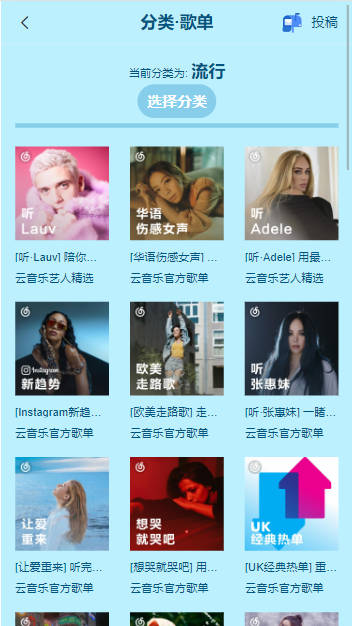 分类·歌单
投稿
当前分类为: 流行
选择分类
听
Lauv
华语
伤感女声
听
Adele
[听·Lauv] 陪你…
[华语伤感女声] …
[听·Adele] 用最…
云音乐艺人精选
云音乐官方歌单
云音乐艺人精选
Instagram
新趋势
欧美
走路歌
听
张惠妹
[Instagram新趋…
[欧美走路歌] 走…
[听·张惠妹] 一睹…
云音乐官方歌单
云音乐官方歌单
云音乐官方歌单
让爱
重来
想哭
就哭吧
UK
经典热单
[让爱重来] 听完…
[想哭就哭吧] 用…
[UK经典热单] 重…
云音乐官方歌单
云音乐官方歌单
云音乐官方歌单